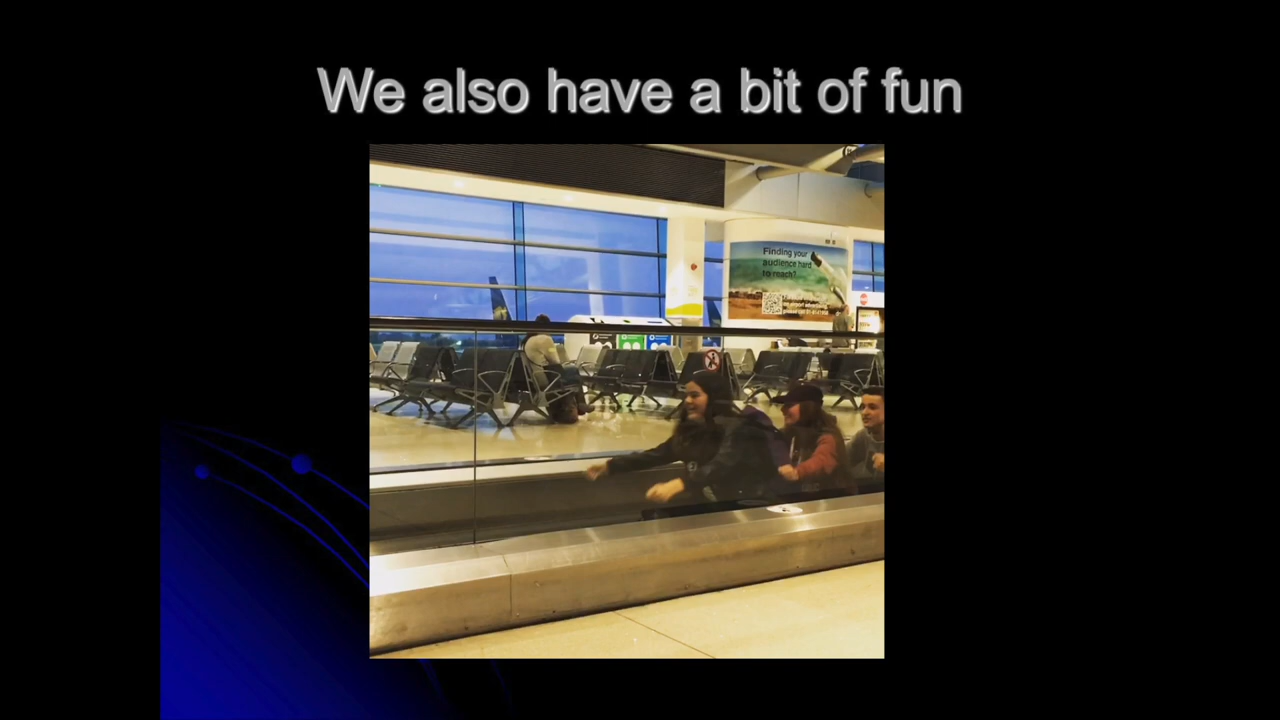 We also have a bit of fun
Finding your
audience hard
to reach?